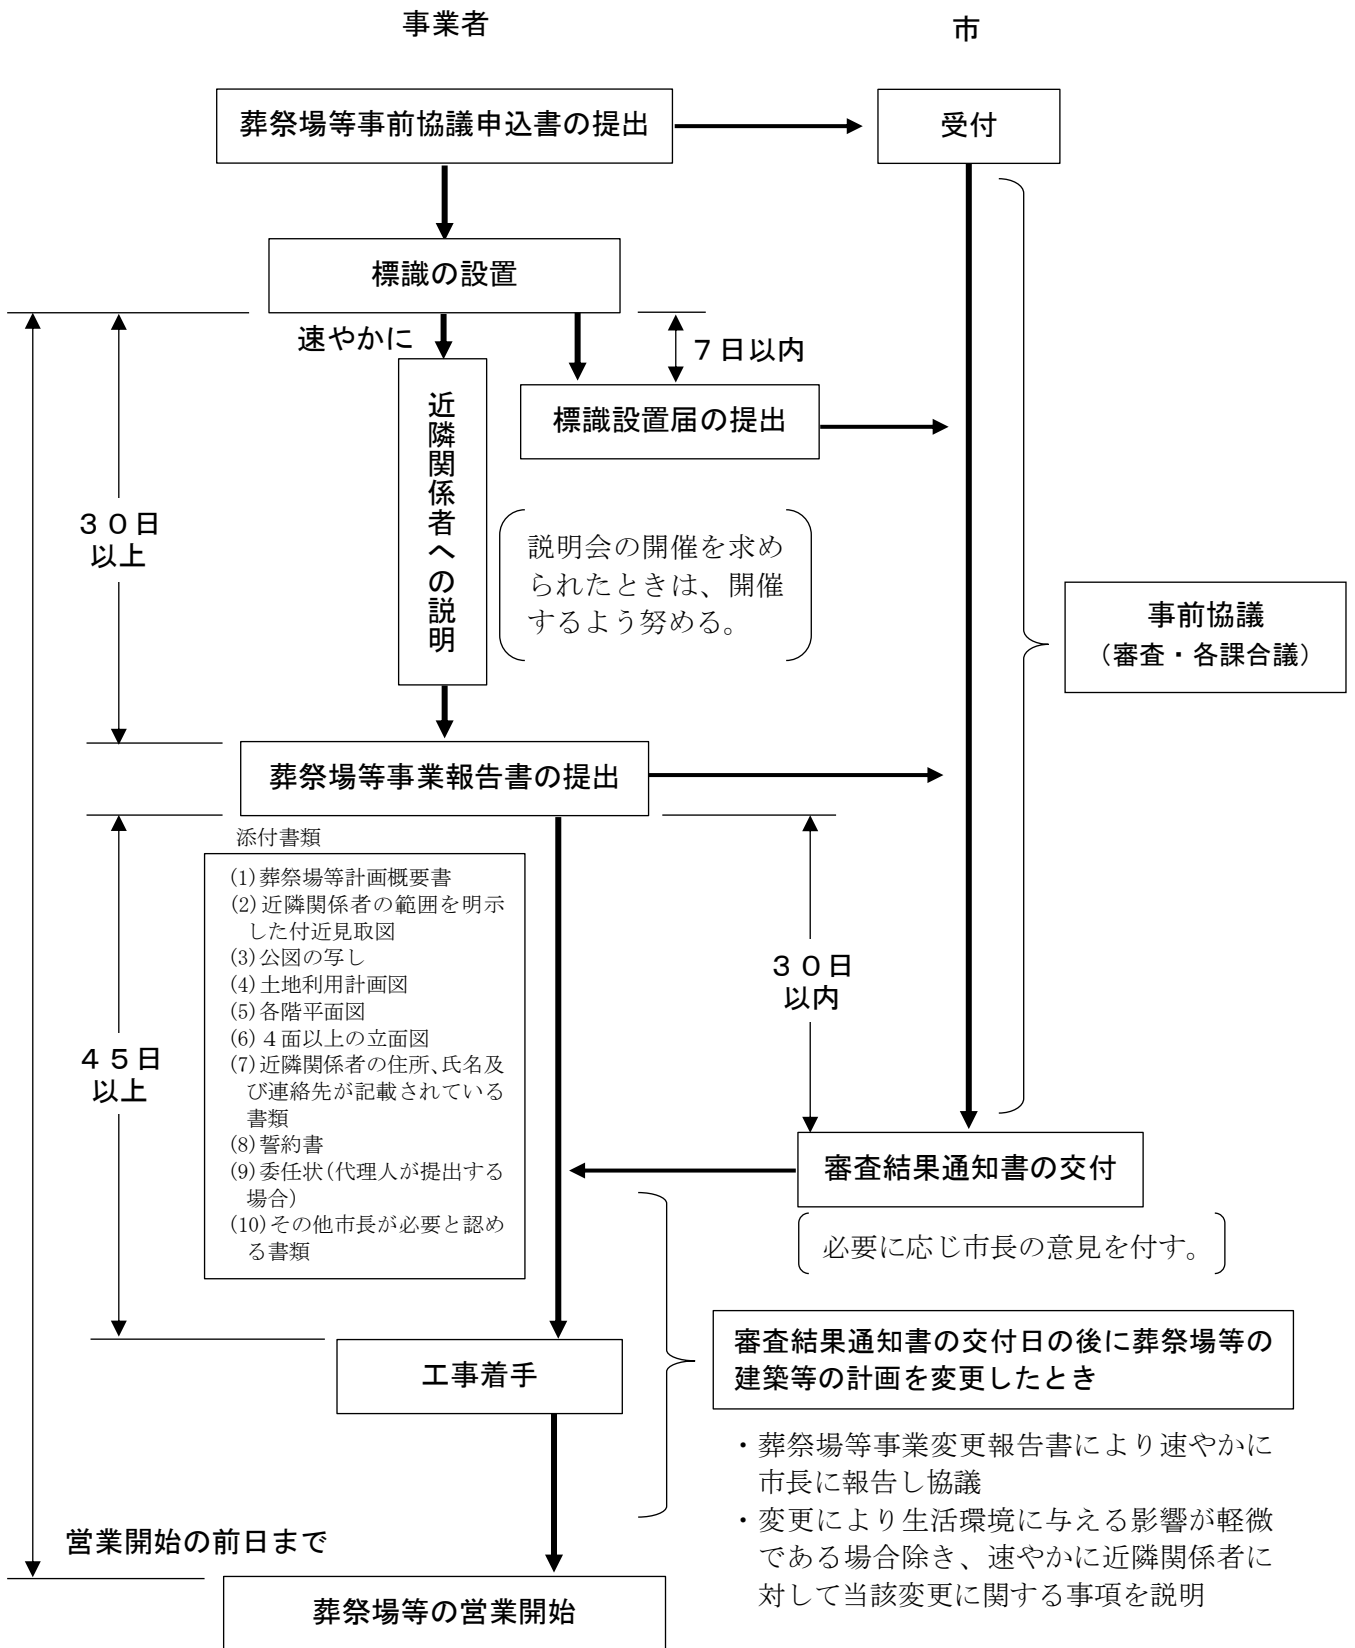 事業者
市
葬祭場等事前協議申込書の提出
受付
標識の設置
速やかに
７日以内
近隣関係者への説明
標識設置届の提出
３０日
以上
説明会の開催を求め
られたときは、開催
するよう努める。
事前協議
（審査・各課合議）
葬祭場等事業報告書の提出
添付書類
(1)葬祭場等計画概要書
(2)近隣関係者の範囲を明示
した付近見取図
(3)公図の写し
(4)土地利用計画図
(5)各階平面図
(6)４面以上の立面図
(7)近隣関係者の住所、氏名及
び連絡先が記載されている
書類
(8)誓約書
(9)委任状(代理人が提出する
場合)
(10)その他市長が必要と認め
る書類
３０日
以内
４５日
以上
審査結果通知書の交付
必要に応じ市長の意見を付す。
工事着手
審査結果通知書の交付日の後に葬祭場等の
建築等の計画を変更したとき
・葬祭場等事業変更報告書により速やかに
市長に報告し協議
・変更により生活環境に与える影響が軽微
である場合除き、速やかに近隣関係者に
対して当該変更に関する事項を説明
営業開始の前日まで
葬祭場等の営業開始